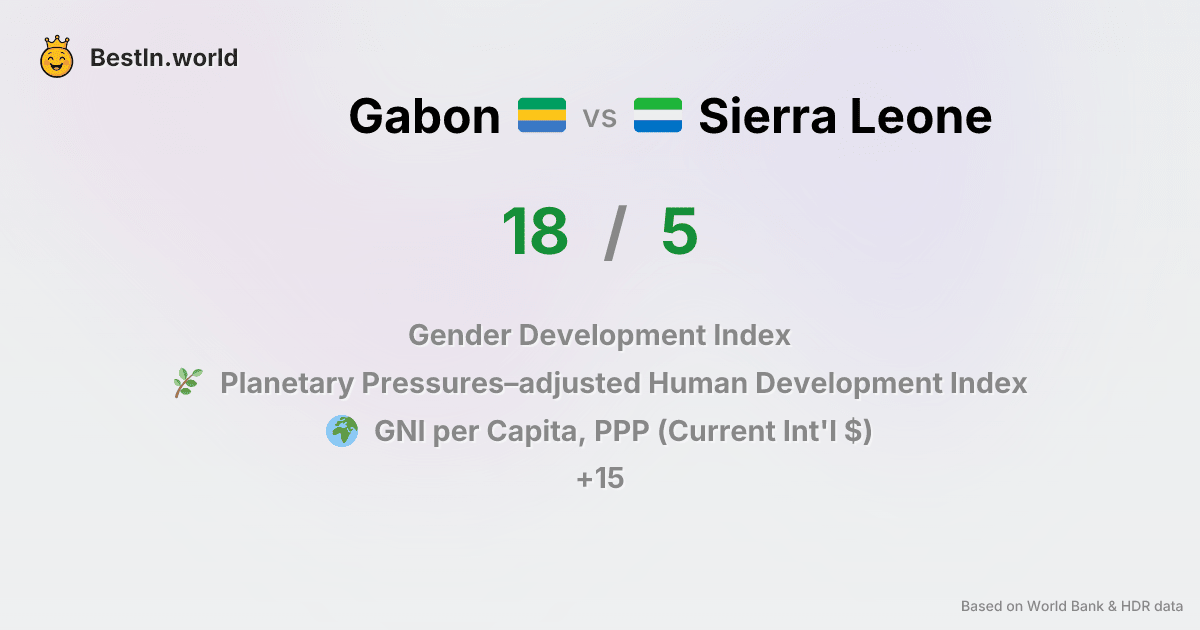 BestIn.world
Gabon vs Sierra Leone
18 / 5
Gender Development Index
Planetary Pressures–adjusted Human Development Index
GNI per Capita, PPP (Current Int'l $)
+15
Based on World Bank & HDR data